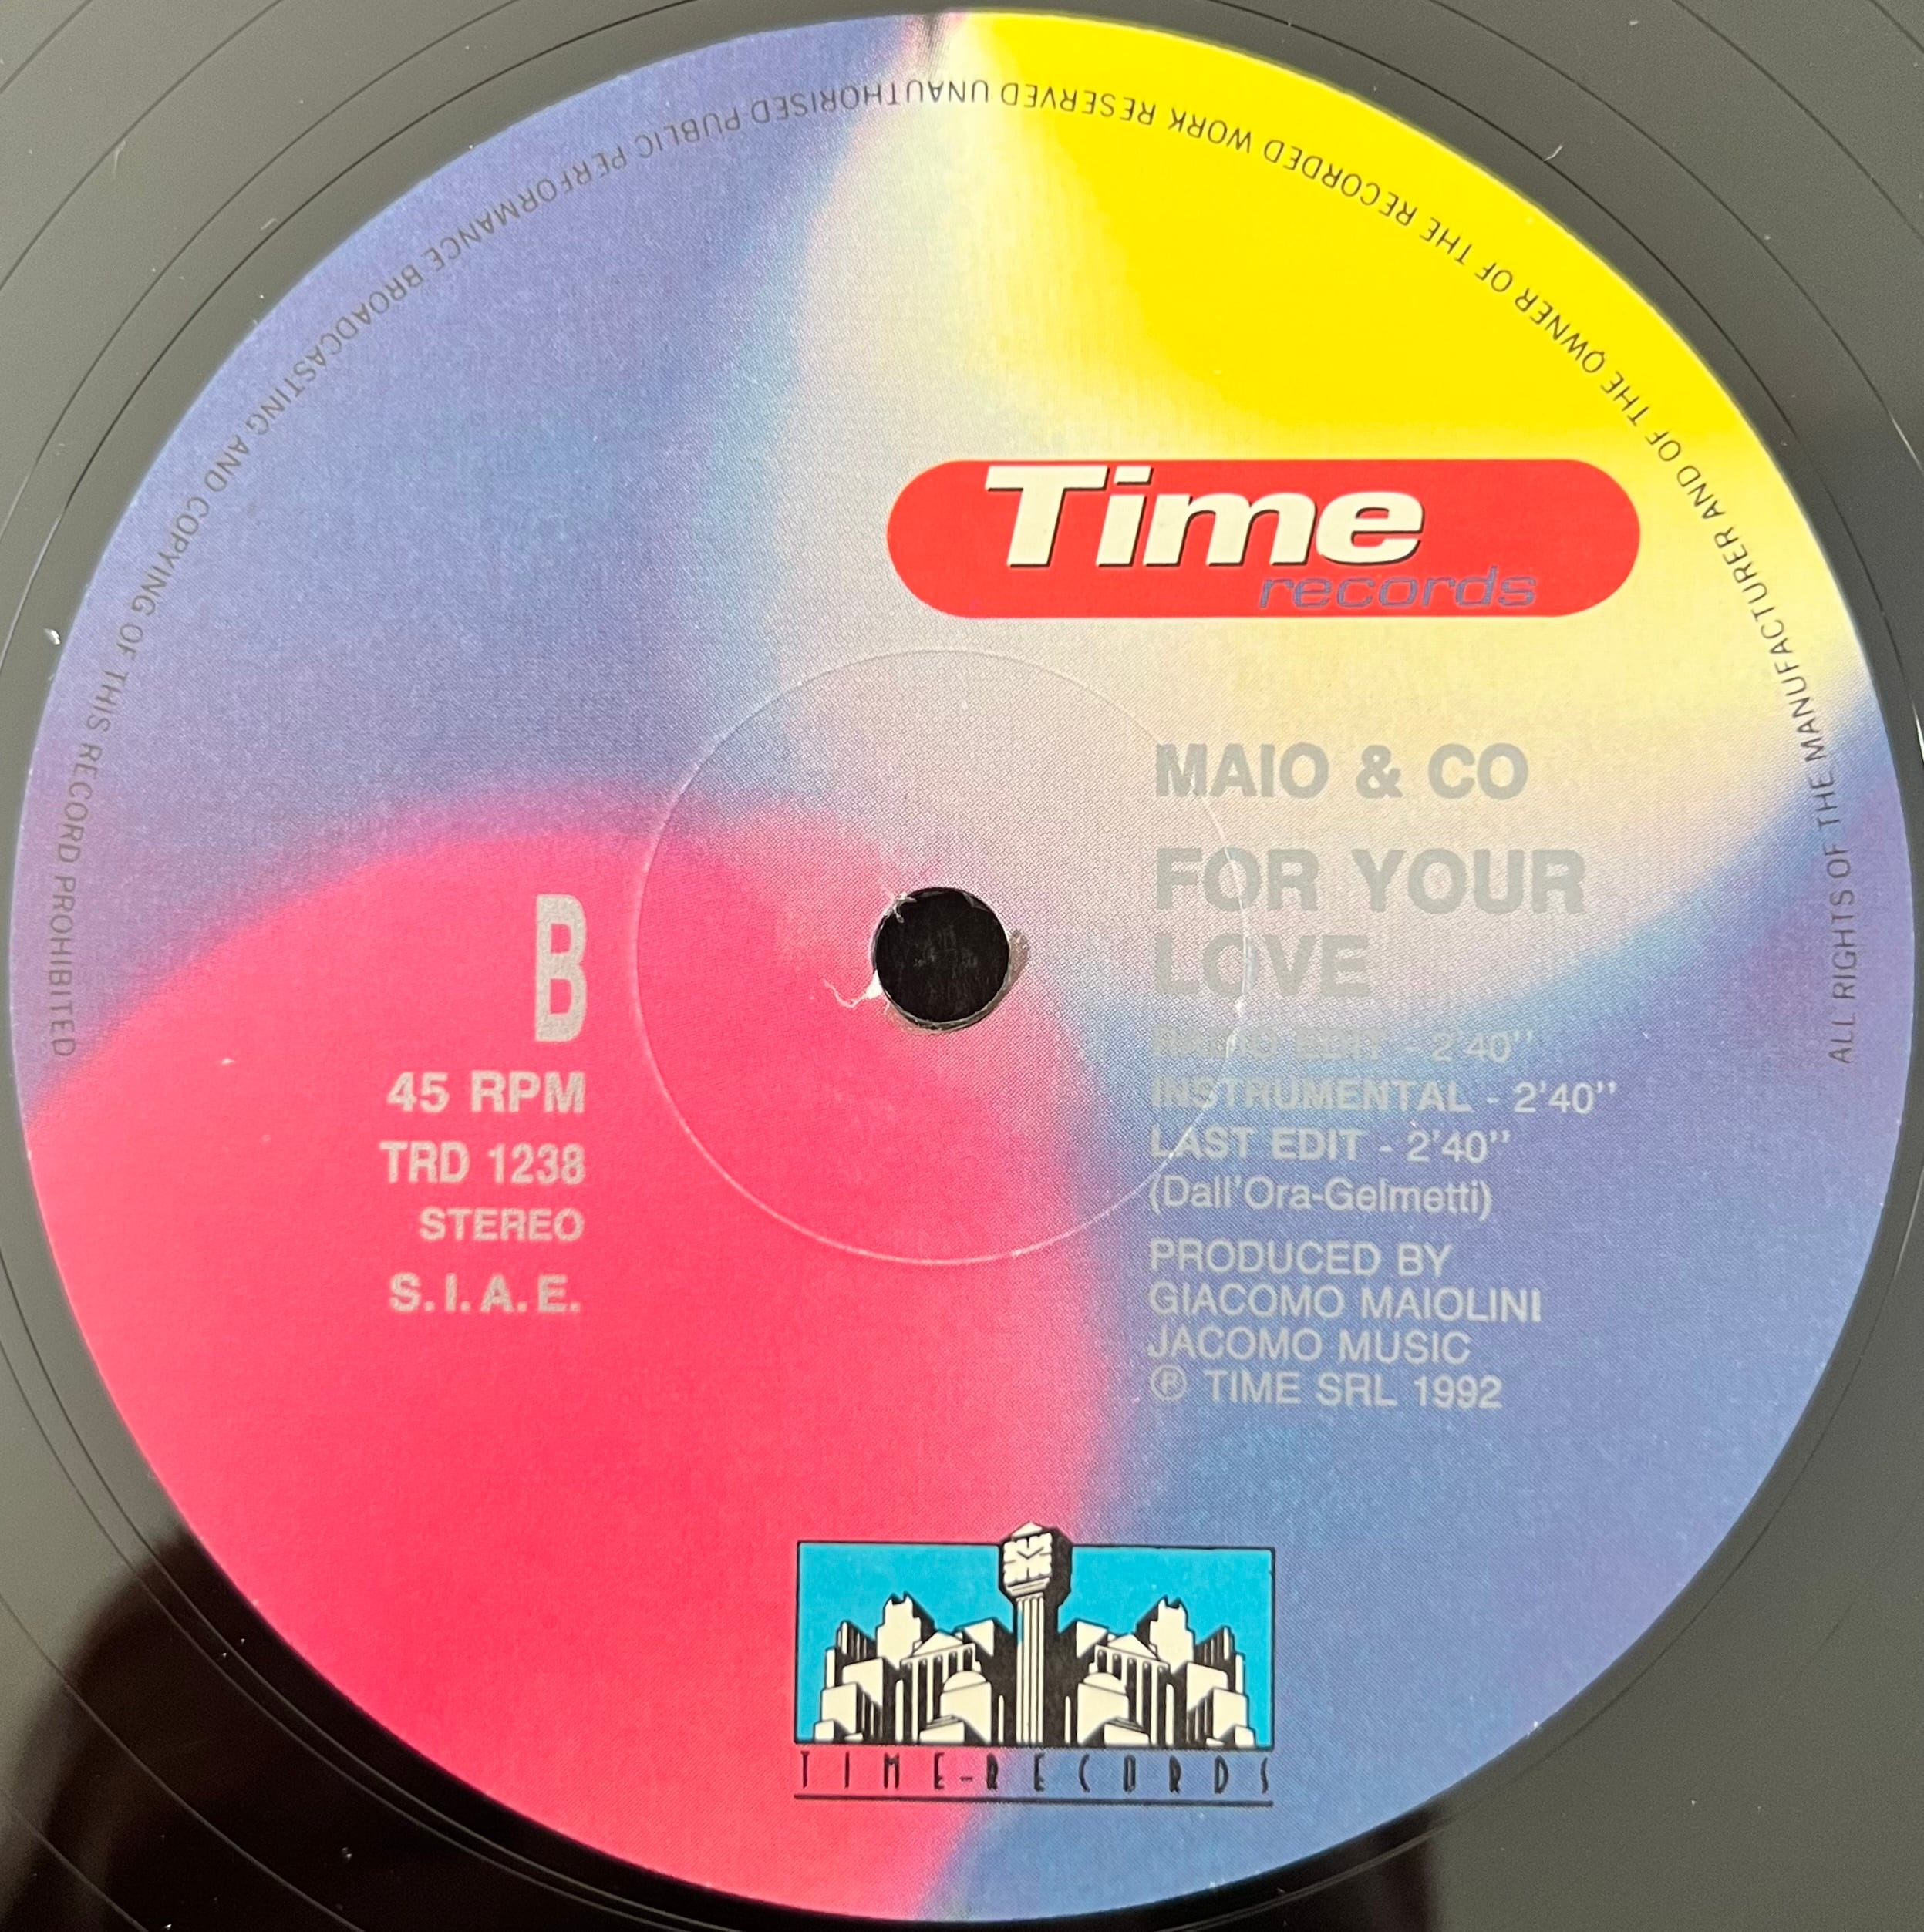 ALL RIGHTS OF THE MANUFACTURER AND OF THE OWNER OF THE RECORDED WORK RESERVED UNAUTHORISED PUBLIC PERFORMANCE BROADCASTING AND COPYING OF THIS RECORD PROHIBITED
Time
records
MAIO & CO
FOR YOUR
LOVE
RADIO EDIT - 2'40''
INSTRUMENTAL - 2'40''
LAST EDIT - 2'40''
(Dall'Ora-Gelmetti)
PRODUCED BY
GIACOMO MAIOLINI
JACOMO MUSIC
℗ TIME SRL 1992
B
45 RPM
TRD 1238
STEREO
S.I.A.E.
TIME-RECORDS